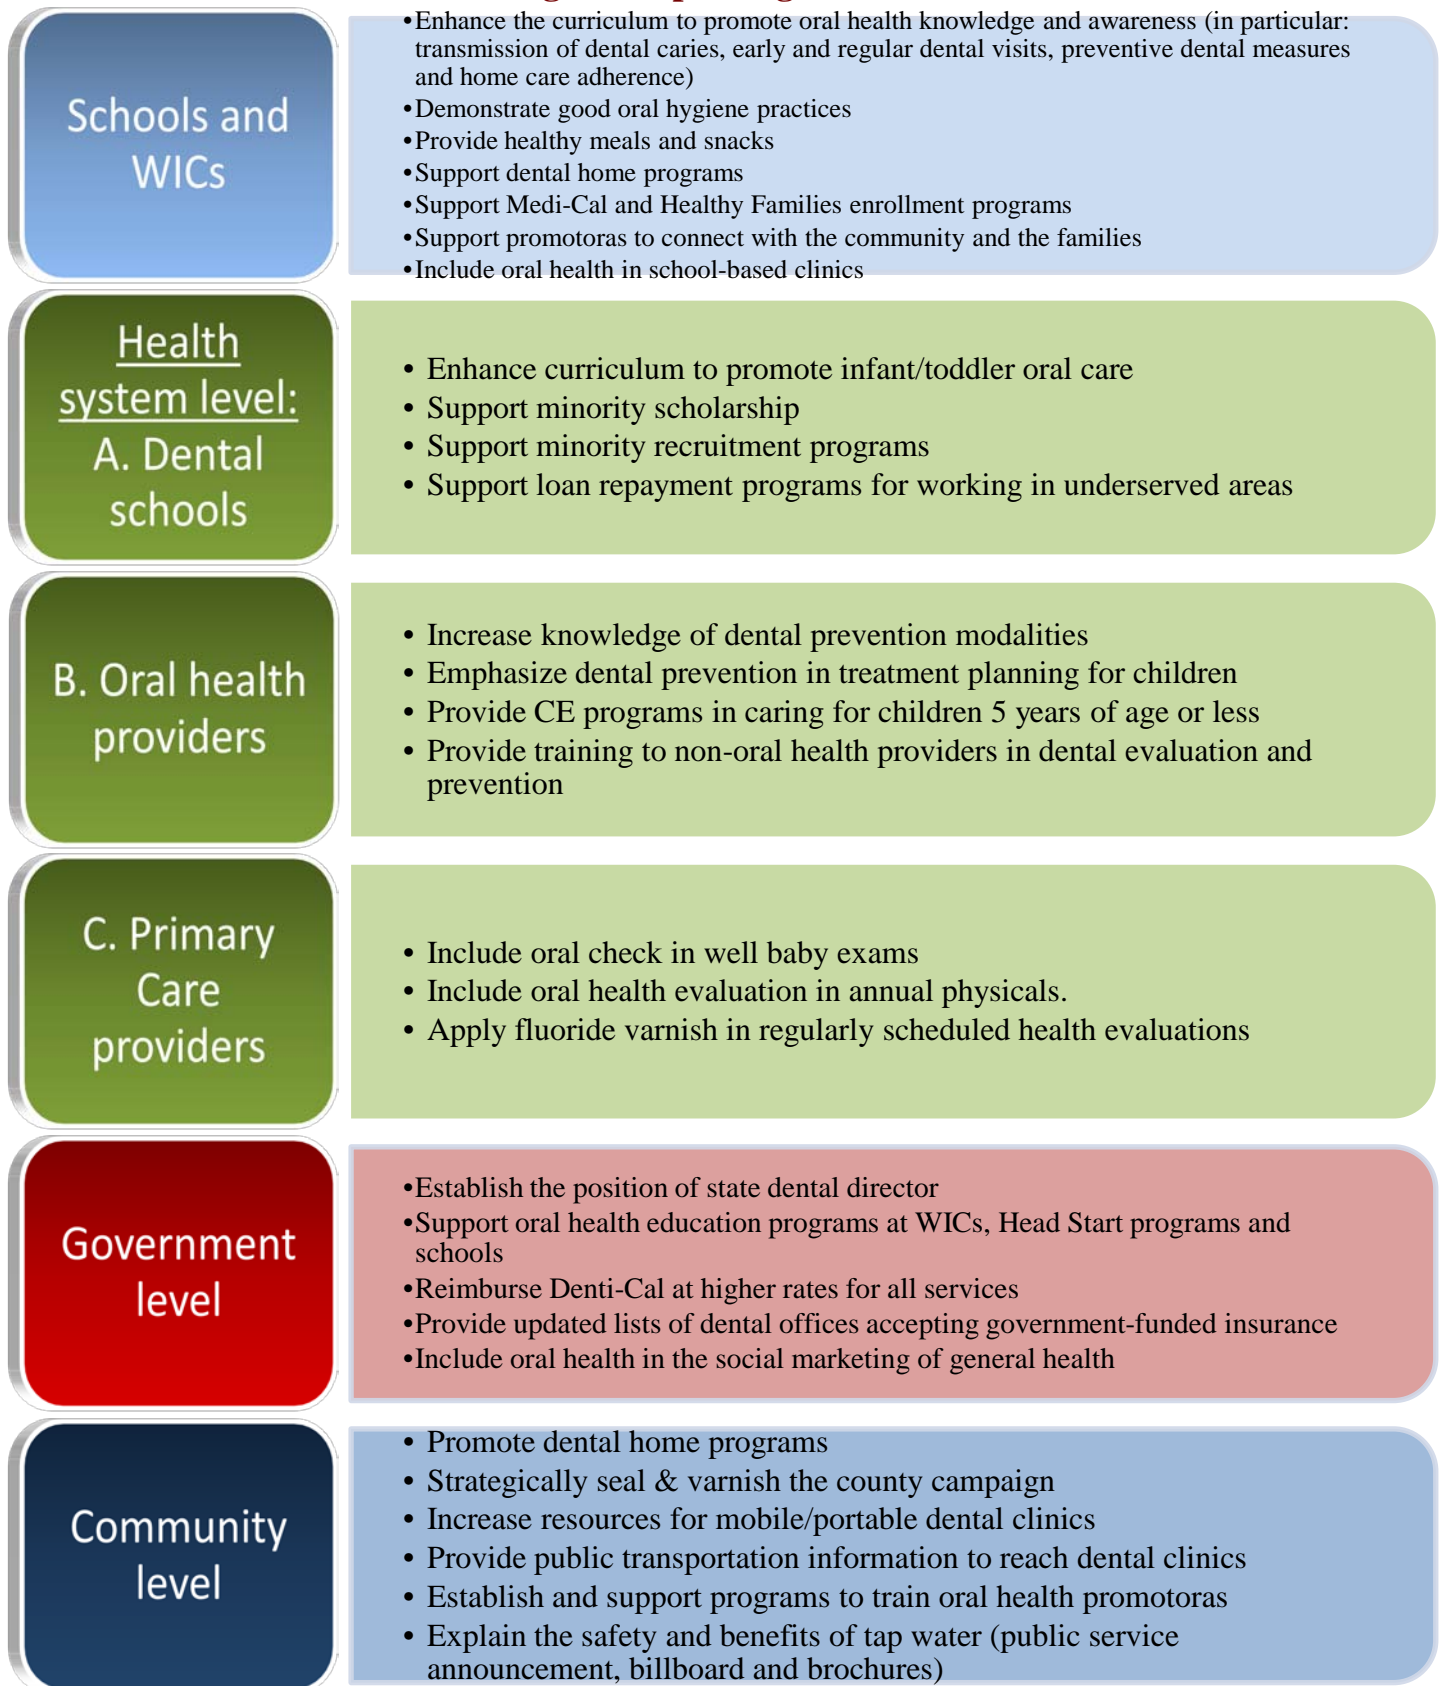 Schools and
WICs
•Enhance the curriculum to promote oral health knowledge and awareness (in particular:
transmission of dental caries, early and regular dental visits, preventive dental measures
and home care adherence)
•Demonstrate good oral hygiene practices
•Provide healthy meals and snacks
•Support dental home programs
•Support Medi-Cal and Healthy Families enrollment programs
•Support promotoras to connect with the community and the families
•Include oral health in school-based clinics
Health
system level:
A. Dental
schools
• Enhance curriculum to promote infant/toddler oral care
• Support minority scholarship
• Support minority recruitment programs
• Support loan repayment programs for working in underserved areas
B. Oral health
providers
• Increase knowledge of dental prevention modalities
• Emphasize dental prevention in treatment planning for children
• Provide CE programs in caring for children 5 years of age or less
• Provide training to non-oral health providers in dental evaluation and
prevention
C. Primary
Care
providers
• Include oral check in well baby exams
• Include oral health evaluation in annual physicals.
• Apply fluoride varnish in regularly scheduled health evaluations
Government
level
•Establish the position of state dental director
•Support oral health education programs at WICs, Head Start programs and
schools
•Reimburse Denti-Cal at higher rates for all services
•Provide updated lists of dental offices accepting government-funded insurance
•Include oral health in the social marketing of general health
Community
level
• Promote dental home programs
• Strategically seal & varnish the county campaign
• Increase resources for mobile/portable dental clinics
• Provide public transportation information to reach dental clinics
• Establish and support programs to train oral health promotoras
• Explain the safety and benefits of tap water (public service
announcement, billboard and brochures)